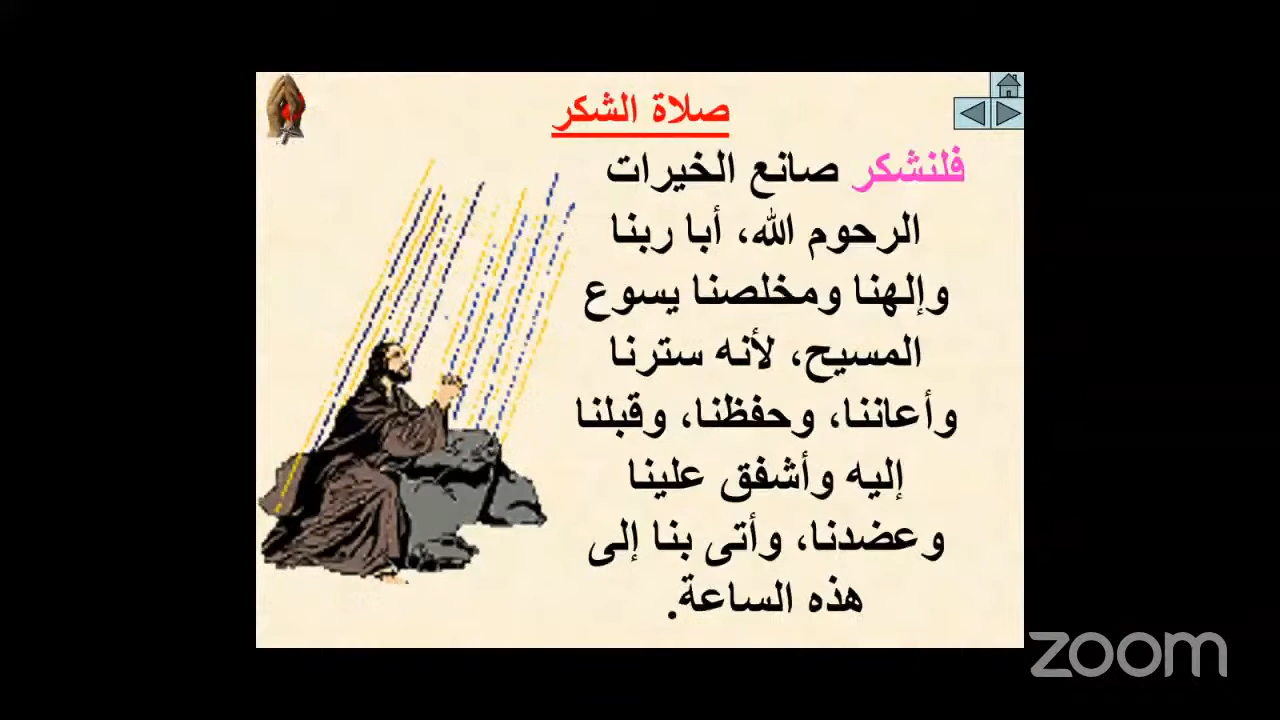 صلاة الشكر
فلنشكر صانع الخيرات
الرحوم الله، أبا ربنا
وإلهنا ومخلصنا يسوع
المسيح، لأنه سترنا
وأعاننا، وحفظنا، وقبلنا
إليه وأشفق علينا
وعضدنا، وأتى بنا إلى
هذه الساعة.
zoom